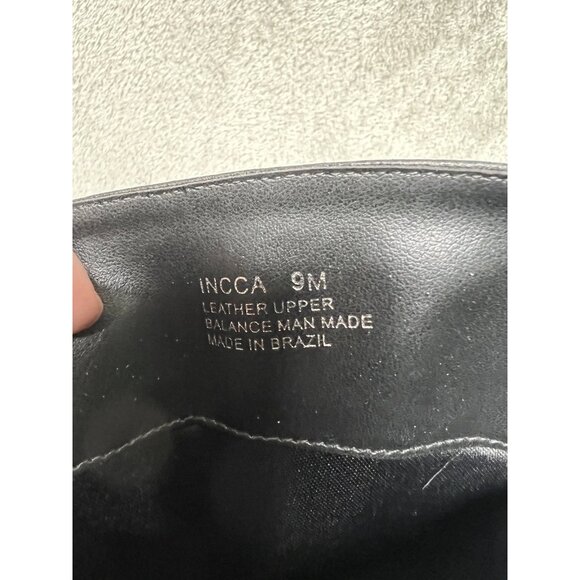 INCCA 9M
LEATHER UPPER
BALANCE MAN MADE
MADE IN BRAZIL